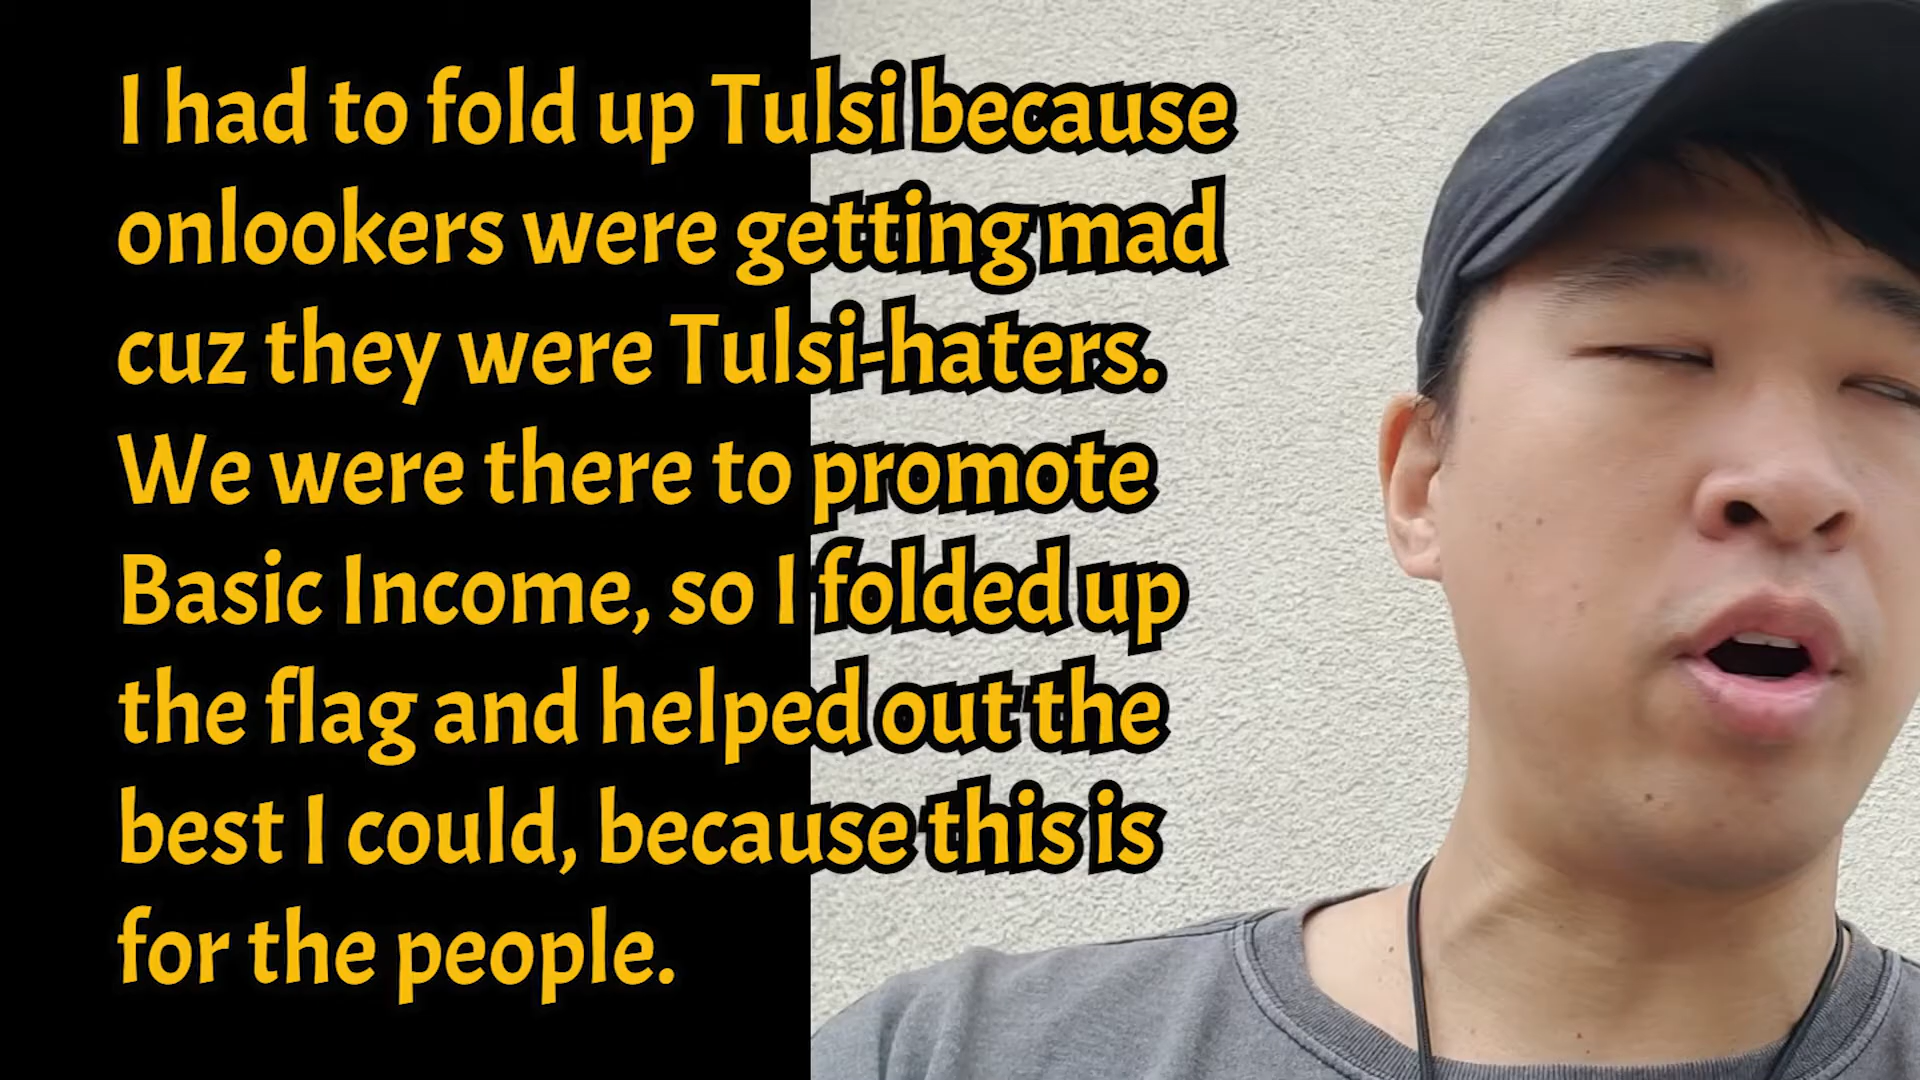 I had to fold up Tulsi because
onlookers were getting mad
cuz they were Tulsi-haters.
We were there to promote
Basic Income, so I folded up
the flag and helped out the
best I could, because this is
for the people.